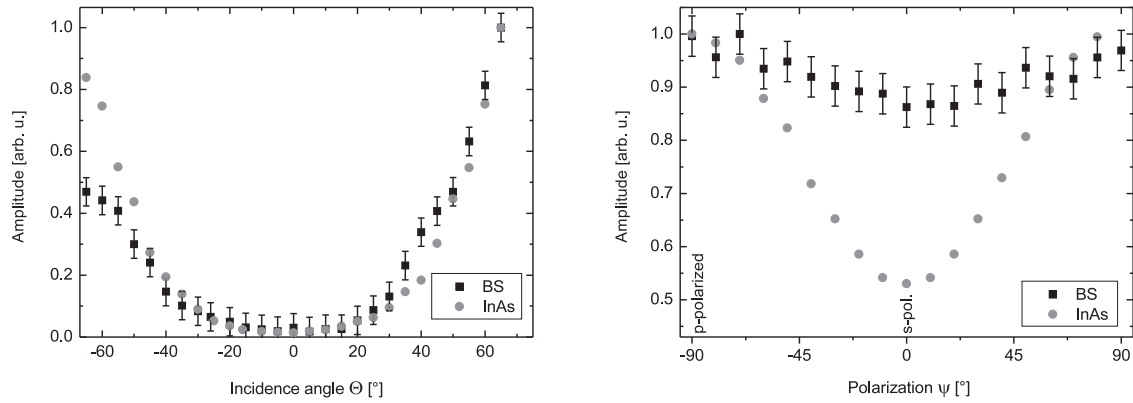 Amplitude [arb. u.]
1.0
0.8
0.6
0.4
0.2
0.0
BS
InAs
-60 -40 -20 0 20 40 60
Incidence angle Θ [°]
Amplitude [arb. u.]
1.0
0.9
0.8
0.7
0.6
0.5
p-polarized
s-pol.
BS
InAs
-90 -45 0 45 90
Polarization ψ [°]